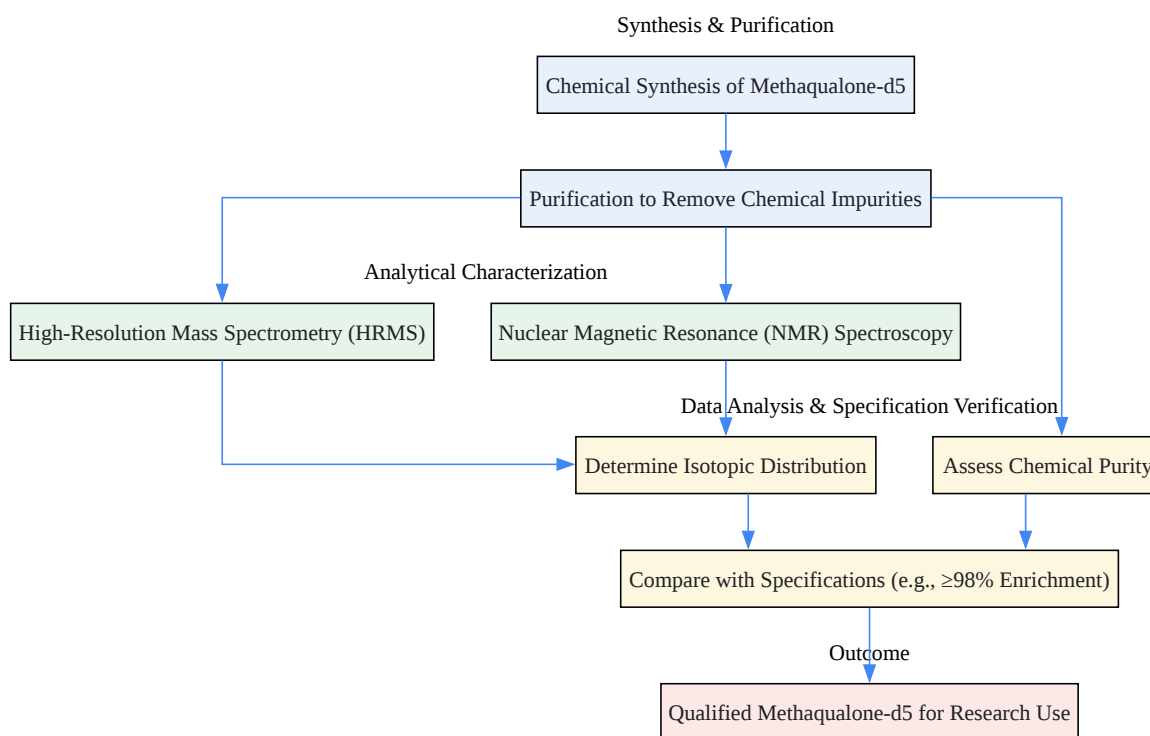 Synthesis & Purification
Chemical Synthesis of Methaqualone-d5
Purification to Remove Chemical Impurities
Analytical Characterization
High-Resolution Mass Spectrometry (HRMS)
Nuclear Magnetic Resonance (NMR) Spectroscopy
Data Analysis & Specification Verification
Determine Isotopic Distribution
Assess Chemical Purity
Compare with Specifications (e.g., ≥98% Enrichment)
Outcome
Qualified Methaqualone-d5 for Research Use